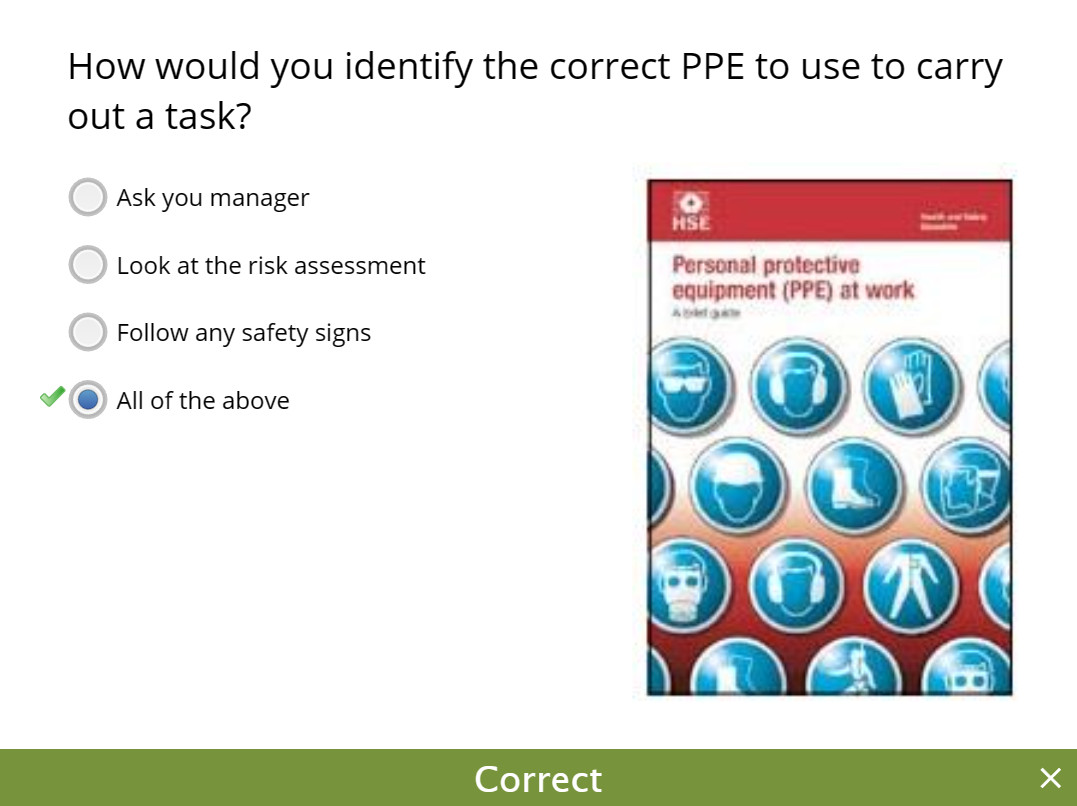 How would you identify the correct PPE to use to carry
out a task?
Ask you manager
Look at the risk assessment
Follow any safety signs
All of the above
HSE
Health and Safety
Executive
Personal protective
equipment (PPE) at work
A brief guide
Correct